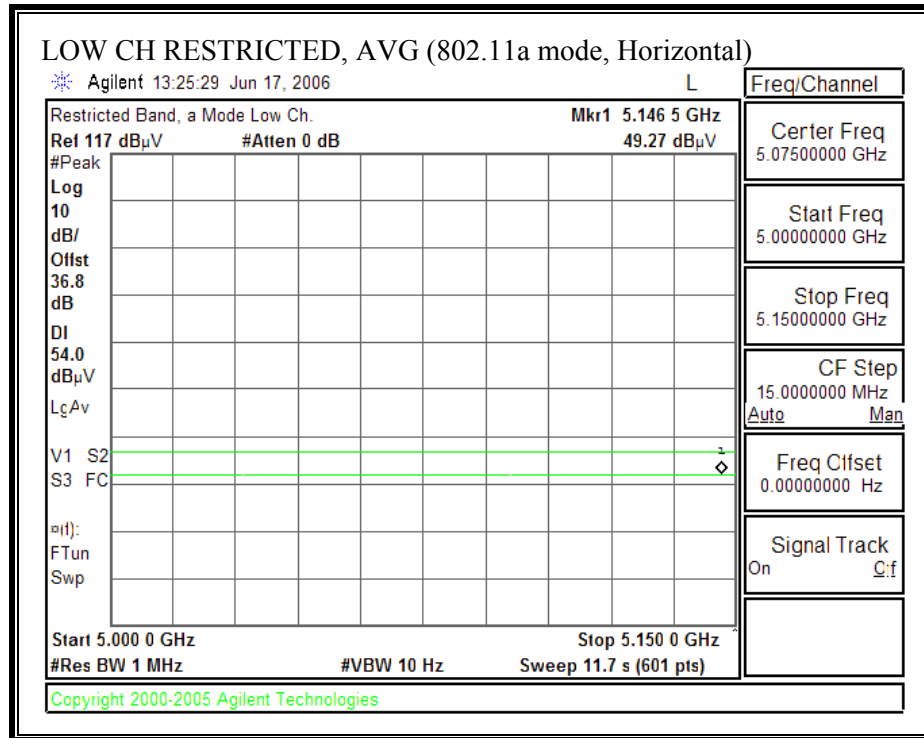 LOW CH RESTRICTED, AVG (802.11a mode, Horizontal)
Agilent 13:25:29 Jun 17, 2006
L
Freq/Channel
Restricted Band, a Mode Low Ch.
Mkr1 5.146 5 GHz
Ref 117 dBµV
#Atten 0 dB
49.27 dBµV
#Peak
Log
10
dB/
Offst
36.8
dB
DI
54.0
dBµV
LgAv
V1 S2
S3 FC
¤(f):
FTun
Swp
1
Start 5.000 0 GHz
Stop 5.150 0 GHz
#Res BW 1 MHz
#VBW 10 Hz
Sweep 11.7 s (601 pts)
Copyright 2000-2005 Agilent Technologies
Center Freq
5.07500000 GHz
Start Freq
5.00000000 GHz
Stop Freq
5.15000000 GHz
CF Step
15.0000000 MHz
Auto Man
Freq Offset
0.00000000 Hz
Signal Track
On Off